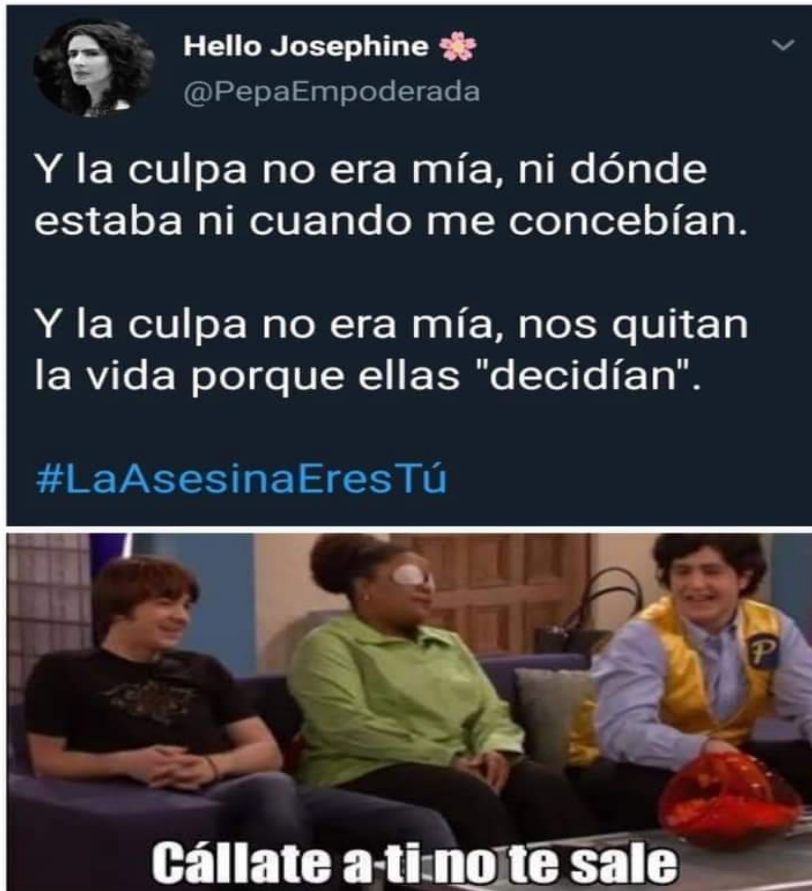 Hello Josephine 🌸
@PepaEmpoderada
Y la culpa no era mía, ni dónde
estaba ni cuando me concebían.
Y la culpa no era mía, nos quitan
la vida porque ellas "decidían".
#LaAsesinaEresTú
P
Cállate a ti no te sale